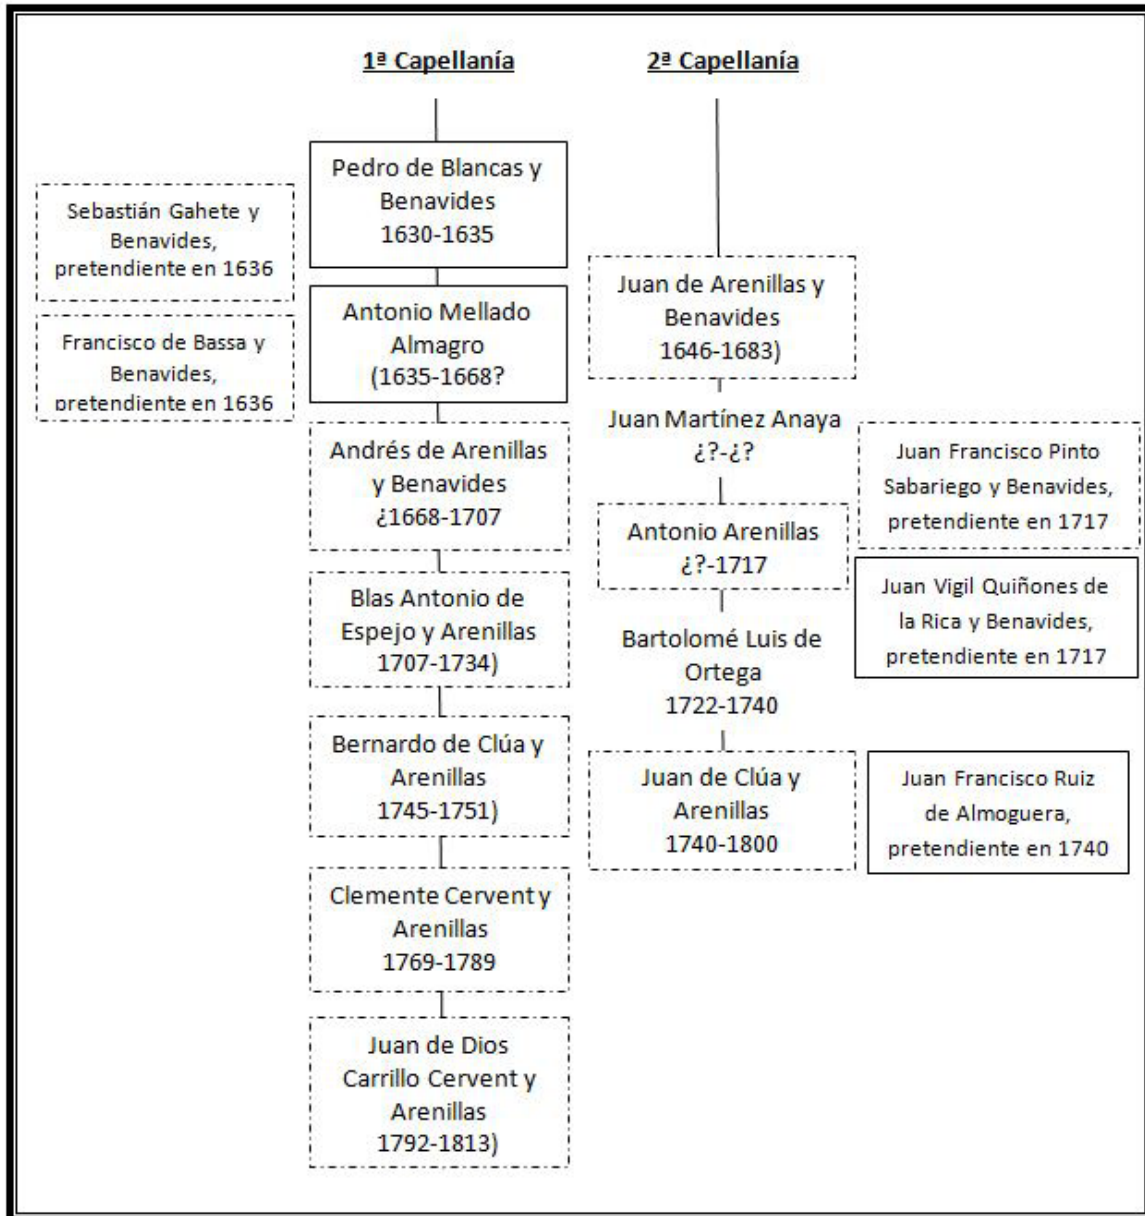 1ª Capellanía
2ª Capellanía
Sebastián Gahete y
Benavides,
pretendiente en 1636
Francisco de Bassa y
Benavides,
pretendiente en 1636
Pedro de Blancas y
Benavides
1630-1635
Antonio Mellado
Almagro
(1635-1668?
Andrés de Arenillas
y Benavides
¿1668-1707
Blas Antonio de
Espejo y Arenillas
1707-1734)
Bernardo de Clúa y
Arenillas
1745-1751)
Clemente Cervent y
Arenillas
1769-1789
Juan de Dios
Carrillo Cervent y
Arenillas
1792-1813)
Juan de Arenillas y
Benavides
1646-1683)
Juan Martínez Anaya
¿?-¿?
Antonio Arenillas
¿?-1717
Bartolomé Luis de
Ortega
1722-1740
Juan de Clúa y
Arenillas
1740-1800
Juan Francisco Pinto
Sabariego y Benavides,
pretendiente en 1717
Juan Vigil Quiñones de
la Rica y Benavides,
pretendiente en 1717
Juan Francisco Ruiz
de Almoguera,
pretendiente en 1740